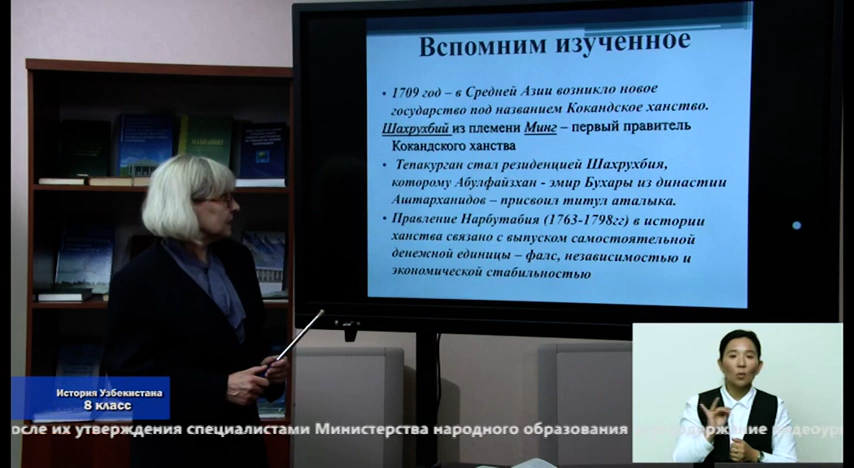 Вспомним изученное
• 1709 год – в Средней Азии возникло новое
государство под названием Кокандское ханство.
Шахрухбий из племени Минг – первый правитель
Кокандского ханства
• Тепакурган стал резиденцией Шахрухбия,
которому Абулфайзхан - эмир Бухары из династии
Аштарханидов – присвоил титул аталыка.
• Правление Нарбутабия (1763-1798гг) в истории
ханства связано с выпуском самостоятельной
денежной единицы – фалс, независимостью и
экономической стабильностью
История Узбекистана
8 класс
осле их утверждения специалистами Министерства народного образования